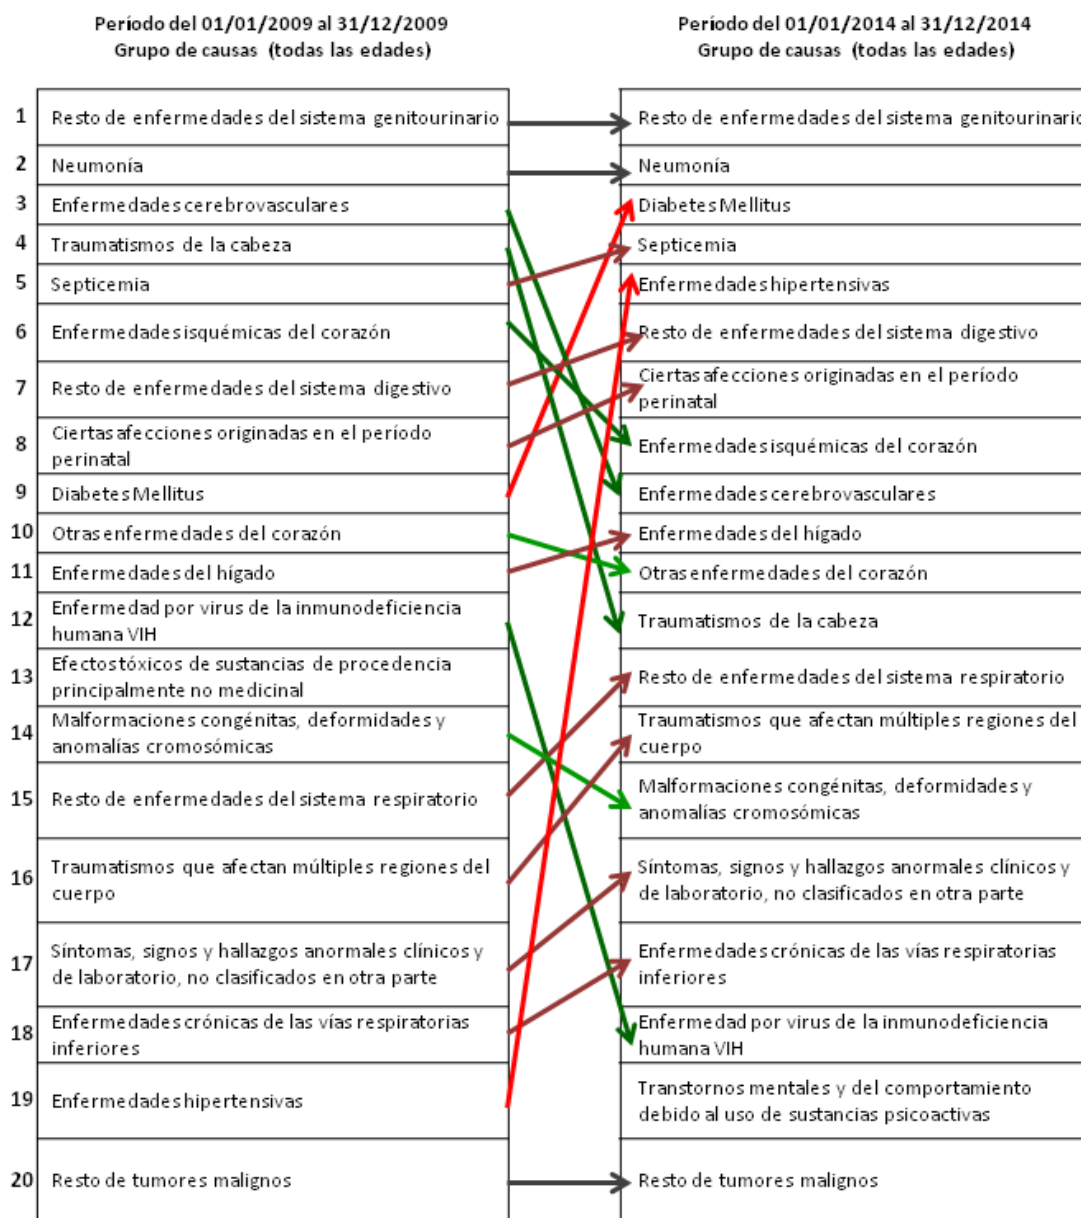 Período del 01/01/2009 al 31/12/2009
Grupo de causas (todas las edades)
Período del 01/01/2014 al 31/12/2014
Grupo de causas (todas las edades)
1
Resto de enfermedades del sistema genitourinario
Resto de enfermedades del sistema genitourinario
2
Neumonía
Neumonía
3
Enfermedades cerebrovasculares
Diabetes Mellitus
4
Traumatismos de la cabeza
Septicemia
5
Septicemia
Enfermedades hipertensivas
6
Enfermedades isquémicas del corazón
Resto de enfermedades del sistema digestivo
7
Resto de enfermedades del sistema digestivo
Ciertas afecciones originadas en el período
perinatal
8
Ciertas afecciones originadas en el período
perinatal
Enfermedades isquémicas del corazón
9
Diabetes Mellitus
Enfermedades cerebrovasculares
10
Otras enfermedades del corazón
Enfermedades del hígado
11
Enfermedades del hígado
Otras enfermedades del corazón
12
Enfermedad por virus de la inmunodeficiencia
humana VIH
Traumatismos de la cabeza
13
Efectos tóxicos de sustancias de procedencia
principalmente no medicinal
Resto de enfermedades del sistema respiratorio
14
Malformaciones congénitas, deformidades y
anomalías cromosómicas
Traumatismos que afectan múltiples regiones del
cuerpo
15
Resto de enfermedades del sistema respiratorio
Malformaciones congénitas, deformidades y
anomalías cromosómicas
16
Traumatismos que afectan múltiples regiones del
cuerpo
Síntomas, signos y hallazgos anormales clínicos y
de laboratorio, no clasificados en otra parte
17
Síntomas, signos y hallazgos anormales clínicos y
de laboratorio, no clasificados en otra parte
Enfermedades crónicas de las vías respiratorias
inferiores
18
Enfermedades crónicas de las vías respiratorias
inferiores
Enfermedad por virus de la inmunodeficiencia
humana VIH
19
Enfermedades hipertensivas
Transtornos mentales y del comportamiento
debido al uso de sustancias psicoactivas
20
Resto de tumores malignos
Resto de tumores malignos